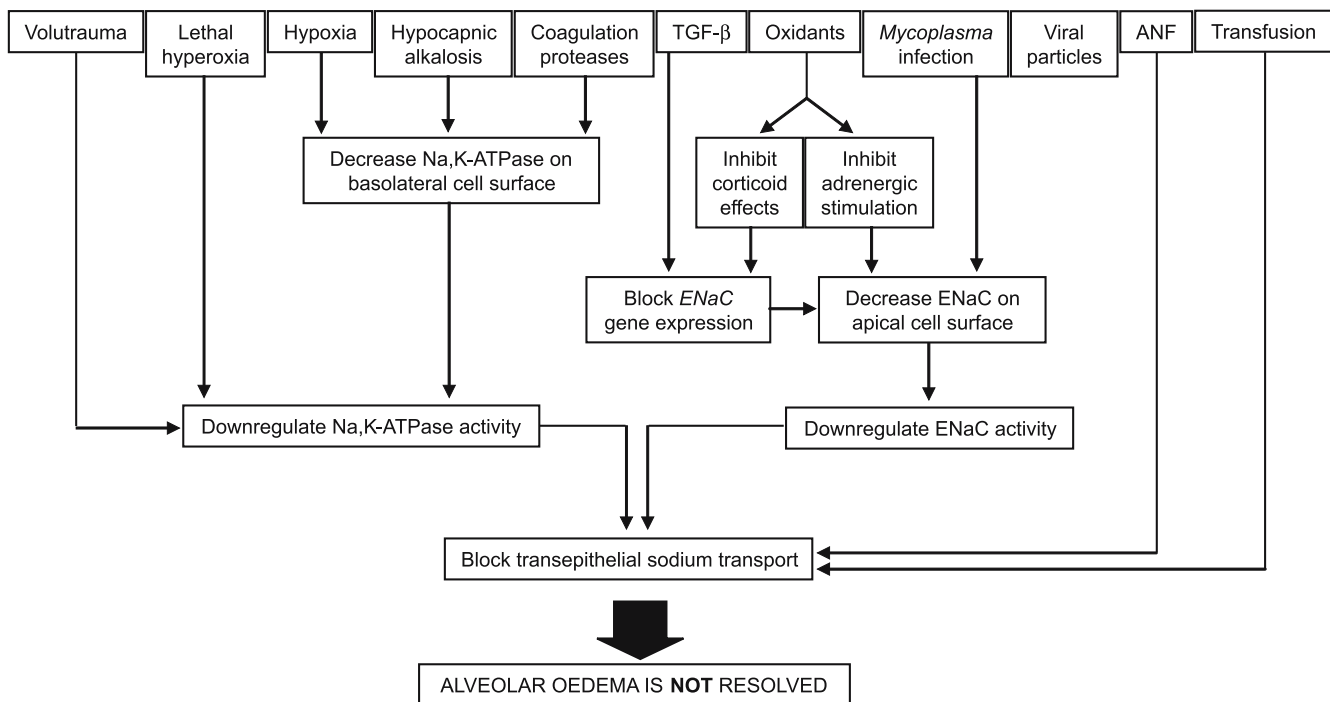 Volutrauma
Lethal
hyperoxia
Hypoxia
Hypocapnic
alkalosis
Coagulation
proteases
TGF-β
Oxidants
Mycoplasma
infection
Viral
particles
ANF
Transfusion
Decrease Na,K-ATPase on
basolateral cell surface
Inhibit
corticoid
effects
Inhibit
adrenergic
stimulation
Block ENaC
gene expression
Decrease ENaC on
apical cell surface
Downregulate Na,K-ATPase activity
Downregulate ENaC activity
Block transepithelial sodium transport
ALVEOLAR OEDEMA IS NOT RESOLVED